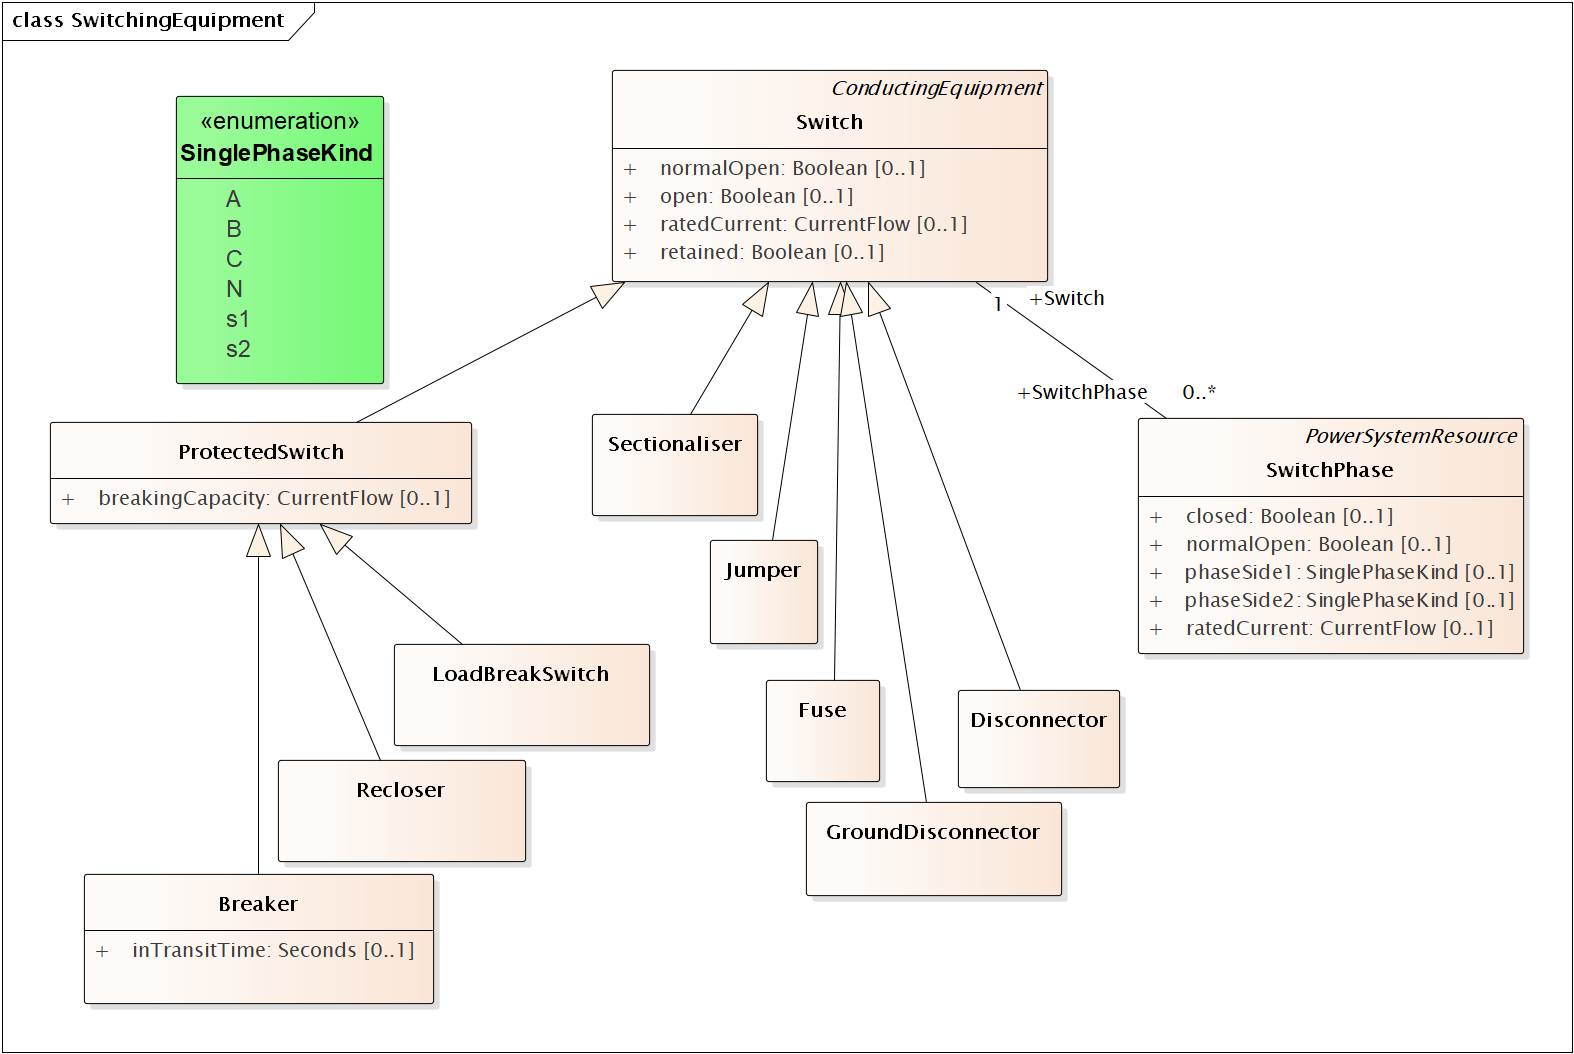 class SwitchingEquipment
«enumeration»
SinglePhaseKind
A
B
C
N
s1
s2
ConductingEquipment
Switch
+ normalOpen: Boolean [0..1]
+ open: Boolean [0..1]
+ ratedCurrent: CurrentFlow [0..1]
+ retained: Boolean [0..1]
1 +Switch
+SwitchPhase 0..*
PowerSystemResource
SwitchPhase
+ closed: Boolean [0..1]
+ normalOpen: Boolean [0..1]
+ phaseSide1: SinglePhaseKind [0..1]
+ phaseSide2: SinglePhaseKind [0..1]
+ ratedCurrent: CurrentFlow [0..1]
ProtectedSwitch
+ breakingCapacity: CurrentFlow [0..1]
Sectionaliser
Jumper
LoadBreakSwitch
Fuse
Disconnector
Recloser
GroundDisconnector
Breaker
+ inTransitTime: Seconds [0..1]